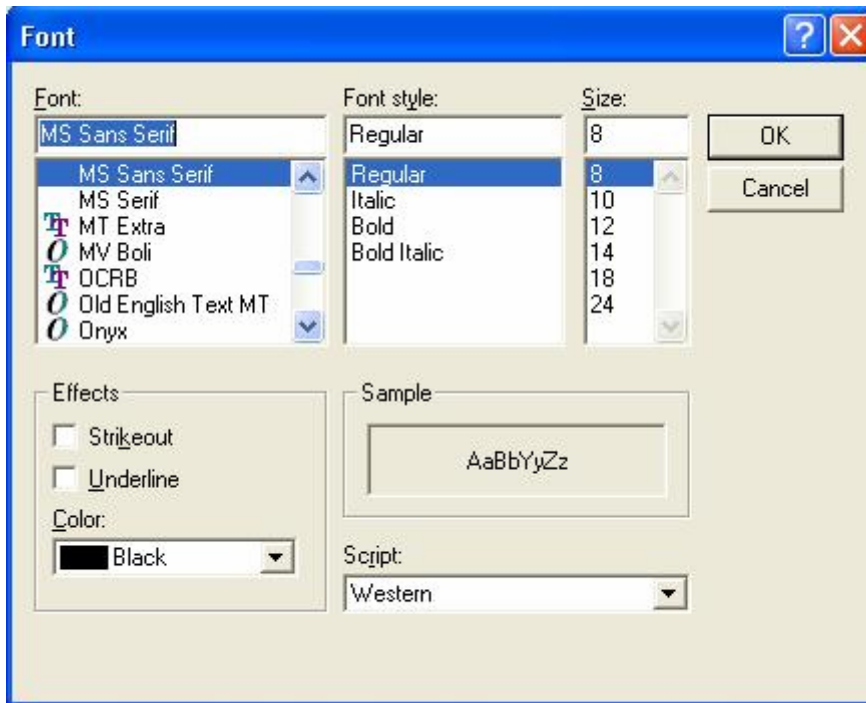 Font
Font:
MS Sans Serif
MS Sans Serif
MS Serif
MT Extra
MV Boli
OCRB
Old English Text MT
Onyx
Font style:
Regular
Regular
Italic
Bold
Bold Italic
Size:
8
8
10
12
14
18
24
OK
Cancel
Effects
Strikeout
Underline
Color:
Black
Sample
AaBbYyZz
Script:
Western